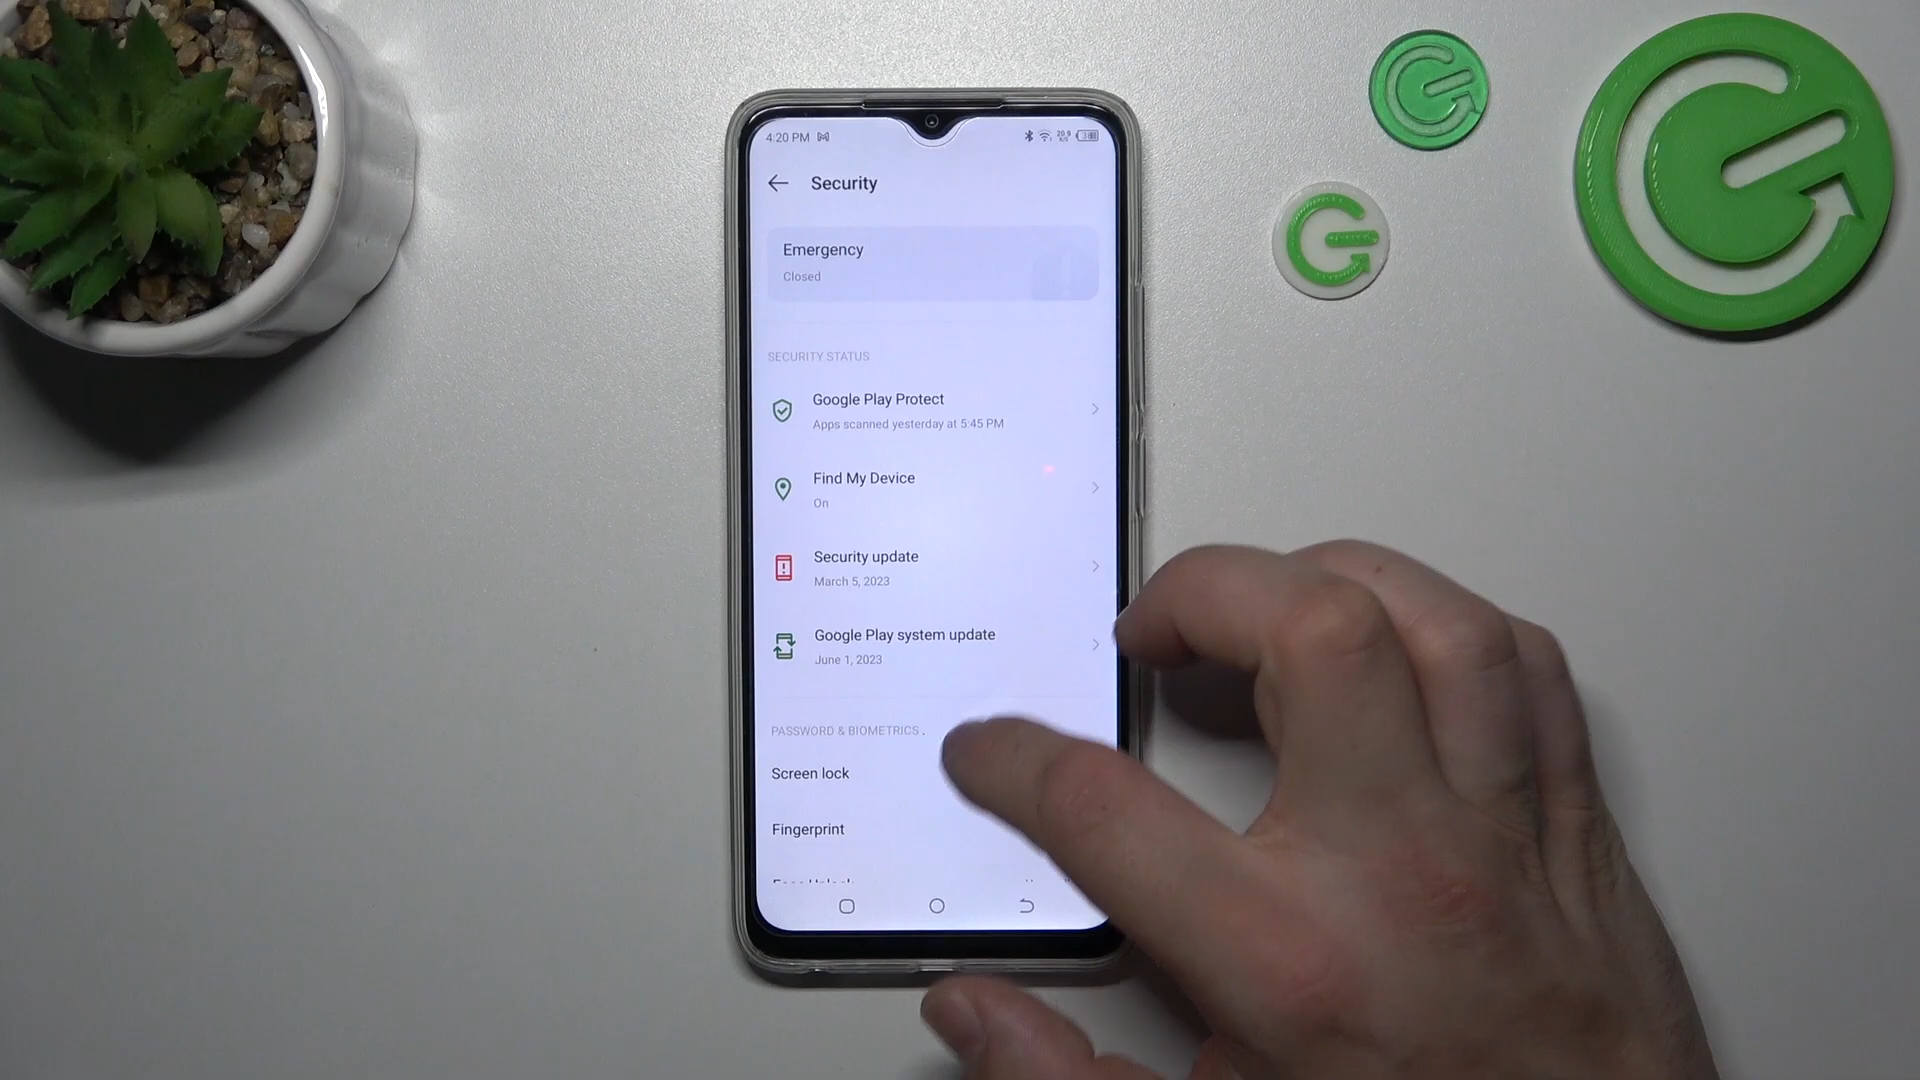 4:20 PM
Security
Emergency
Closed
SECURITY STATUS
Google Play Protect
Apps scanned yesterday at 5:45 PM
Find My Device
On
Security update
March 5, 2023
Google Play system update
June 1, 2023
PASSWORD & BIOMETRICS
Screen lock
Fingerprint